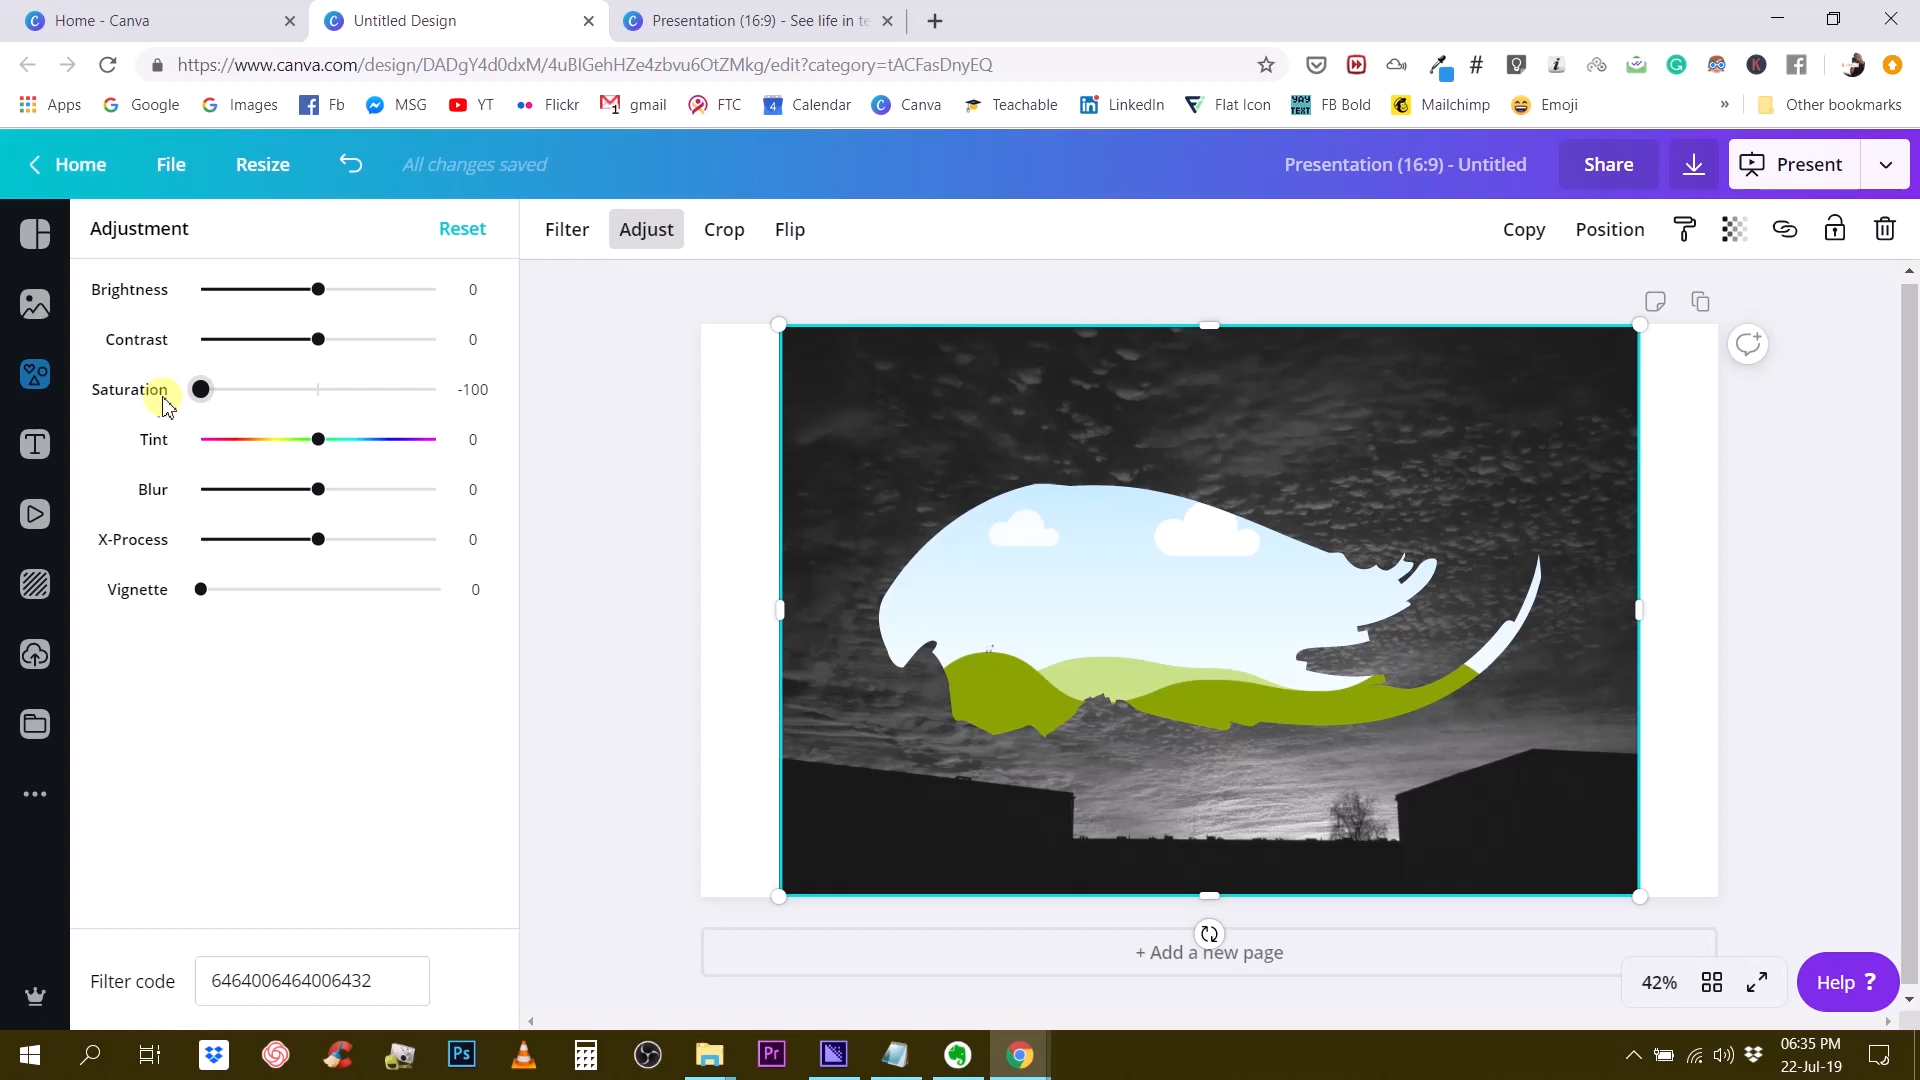 Home - Canva
Untitled Design
Presentation (16:9) - See life in te
https://www.canva.com/design/DADgY4d0dxM/4uBIGehHZe4zbvu6OtZMkg/edit?category=tACFasDnyEQ
Apps Google Images Fb MSG YT Flickr gmail FTC Calendar Canva Teachable LinkedIn Flat Icon FB Bold Mailchimp Emoji » Other bookmarks
Home File Resize All changes saved Presentation (16:9) - Untitled Share Present
Adjustment Reset
Filter Adjust Crop Flip Copy Position
Brightness 0
Contrast 0
Saturation -100
Tint 0
Blur 0
X-Process 0
Vignette 0
+ Add a new page
Filter code 6464006464006432
42% Help ?
06:35 PM
22-Jul-19